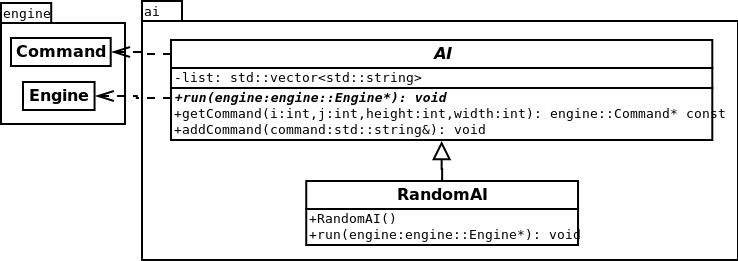 engine
Command
Engine
ai
AI
-list: std::vector<std::string>
+run(engine:engine::Engine*): void
+getCommand(i:int,j:int,height:int,width:int): engine::Command* const
+addCommand(command:std::string&): void
RandomAI
+RandomAI()
+run(engine:engine::Engine*): void